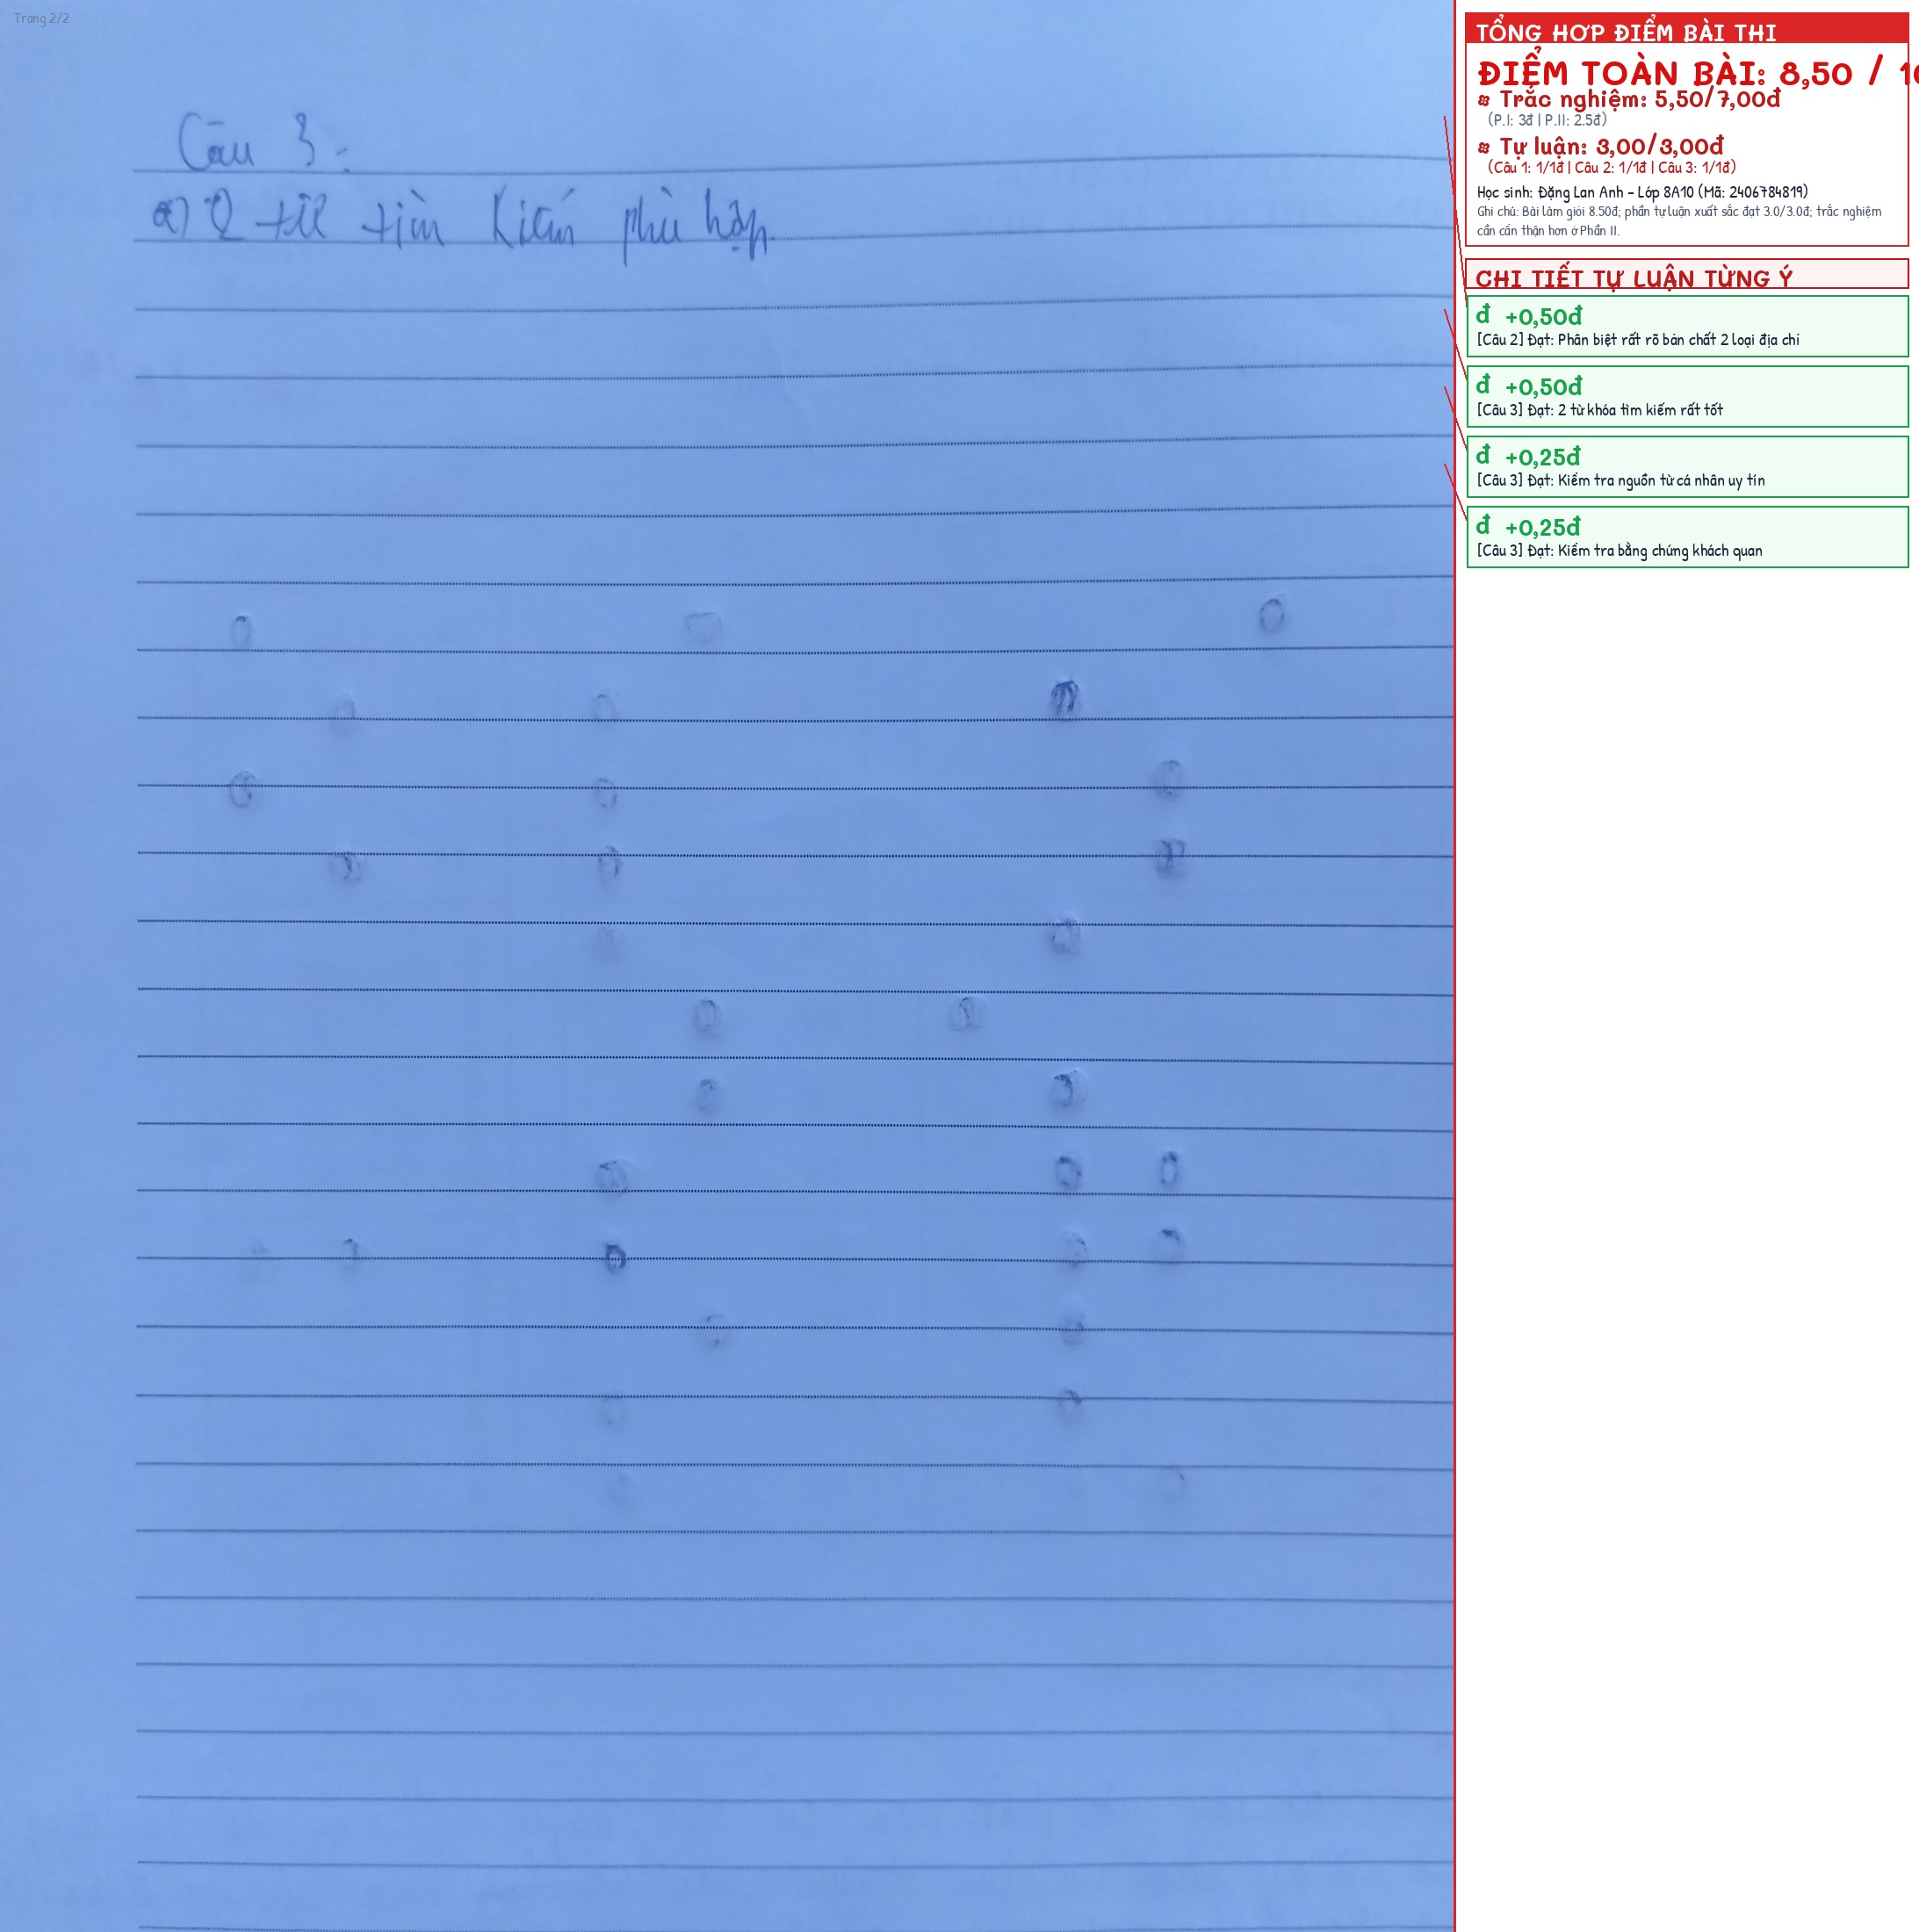 Trang 2/2
Câu 3:
a) 2 từ tìm kiếm phù hợp.
TỔNG HỢP ĐIỂM BÀI THI
ĐIỂM TOÀN BÀI: 8,50 / 10
Trắc nghiệm: 5,50/7,00đ
(P.I: 3đ | P.II: 2.5đ)
Tự luận: 3,00/3,00đ
(Câu 1: 1/1đ | Câu 2: 1/1đ | Câu 3: 1/1đ)
Học sinh: Đặng Lan Anh - Lớp 8A10 (Mã: 2406784819)
Ghi chú: Bài làm giỏi 8.50đ; phần tự luận xuất sắc đạt 3.0/3.0đ; trắc nghiệm
cần cẩn thận hơn ở Phần II.
CHI TIẾT TỰ LUẬN TỪNG Ý
đ +0,50đ
[Câu 2] Đạt: Phân biệt rất rõ bản chất 2 loại địa chỉ
đ +0,50đ
[Câu 3] Đạt: 2 từ khóa tìm kiếm rất tốt
đ +0,25đ
[Câu 3] Đạt: Kiểm tra nguồn từ cá nhân uy tín
đ +0,25đ
[Câu 3] Đạt: Kiểm tra bằng chứng khách quan